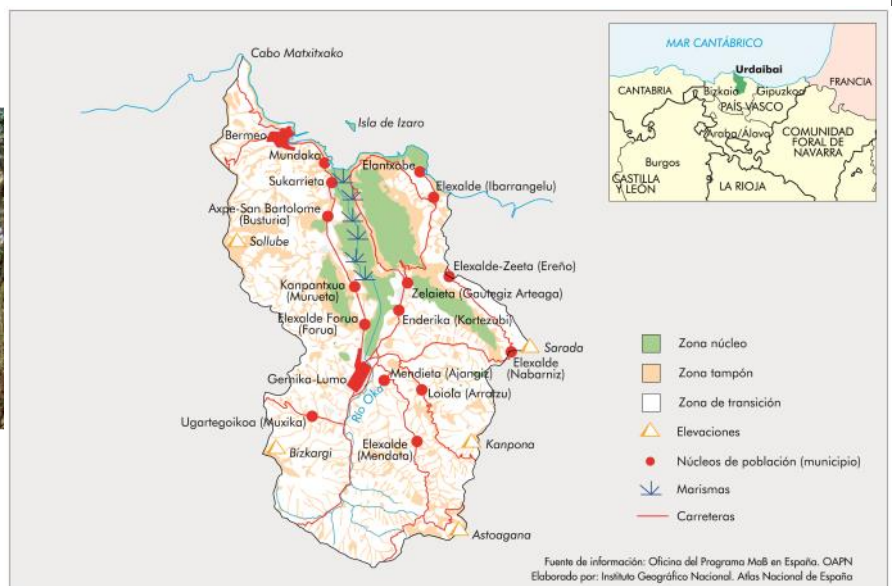 Cabo Matxitxako
Isla de Izaro
Bermeo
Mundaka
Elantxobe
Sukarrieta
Elexalde (Ibarrangelu)
Axpe-San Bartolome
(Busturia)
Sollube
Elexalde-Zeeta (Ereño)
Kanpantxua
(Murueta)
Zelaieta (Gautegiz Arteaga)
Elexalde Forua
(Forua)
Enderika (Kortezubi)
Sarada
Elexalde
(Nabarniz)
Gernika-Lumo
Mendieta (Ajangiz)
Río Oka
Loiola (Arratzu)
Ugartegoikoa (Muxika)
Elexalde
(Mendata)
Kanpona
Bizkargi
Astoagana
MAR CANTÁBRICO
Urdaibai
FRANCIA
CANTABRIA
Bizkaia
Gipuzkoa
PAÍS VASCO
Araba/Álava
COMUNIDAD
FORAL DE
NAVARRA
Burgos
CASTILLA
Y LEÓN
LA RIOJA
Zona núcleo
Zona tampón
Zona de transición
Elevaciones
Núcleos de población (municipio)
Marismas
Carreteras
Fuente de información: Oficina del Programa MaB en España. OAPN
Elaborado por: Instituto Geográfico Nacional. Atlas Nacional de España